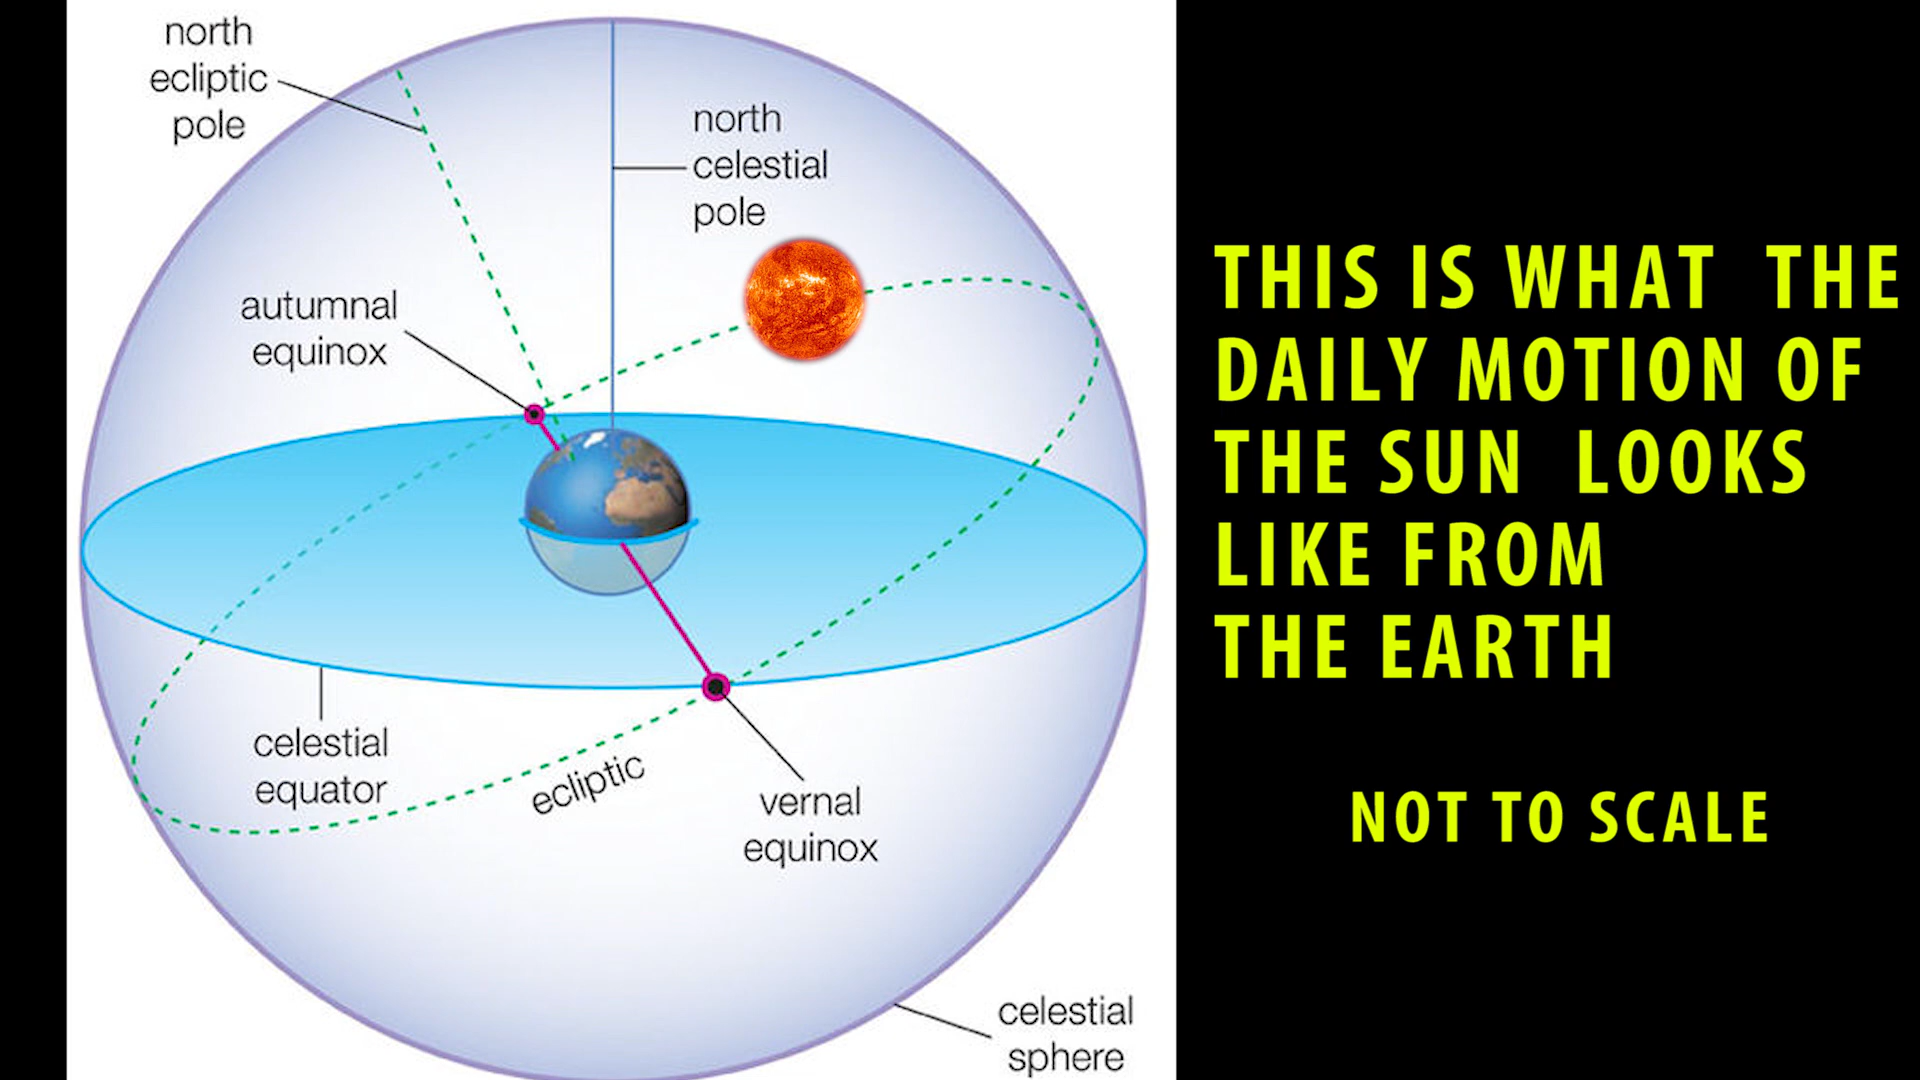 north
ecliptic
pole
north
celestial
pole
autumnal
equinox
celestial
equator
ecliptic
vernal
equinox
celestial
sphere
THIS IS WHAT THE
DAILY MOTION OF
THE SUN LOOKS
LIKE FROM
THE EARTH
NOT TO SCALE